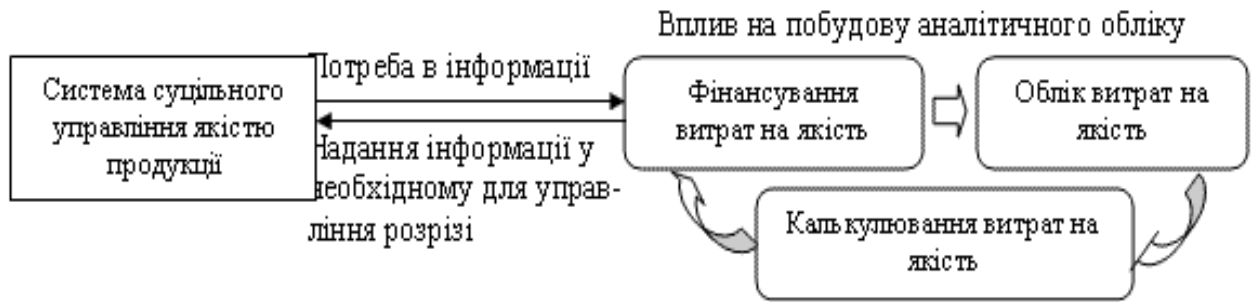 Вплив на побудову аналітичного обліку
Система суцільного
управління якістю
продукції
Потреба в інформації
Надання інформації у
необхідному для управ-
ління розрізі
Фінансування
витрат на якість
Облік витрат на
якість
Калькулювання витрат на
якість